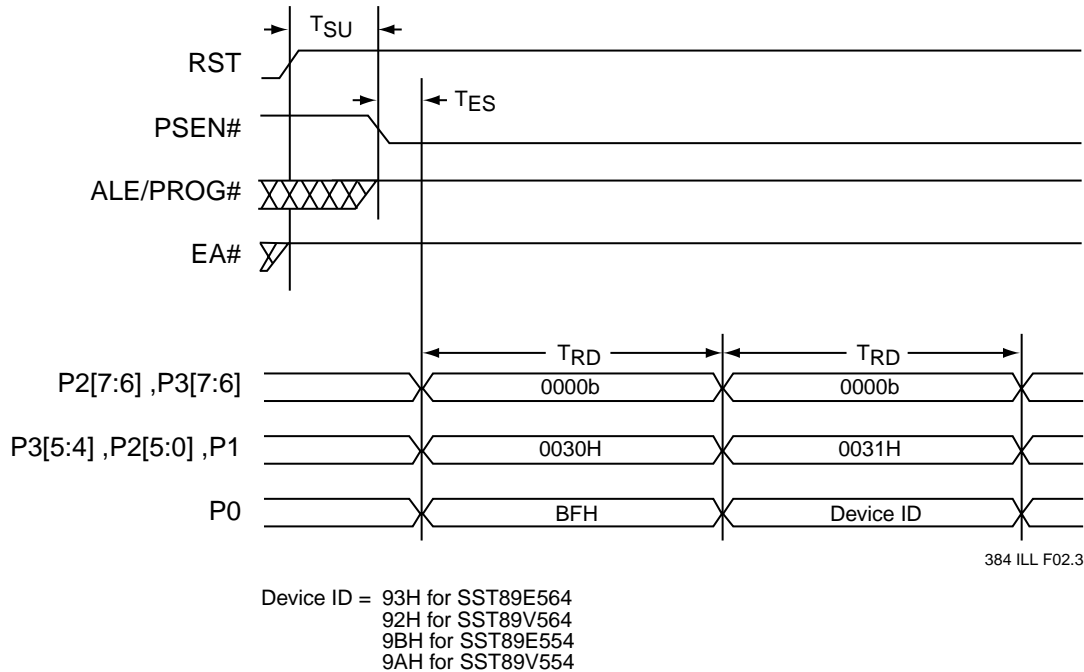 TSU
RST
TES
PSEN#
ALE/PROG#
EA#
TRD TRD
P2[7:6] ,P3[7:6] 0000b 0000b
P3[5:4] ,P2[5:0] ,P1 0030H 0031H
P0 BFH Device ID
384 ILL F02.3
Device ID = 93H for SST89E564
92H for SST89V564
9BH for SST89E554
9AH for SST89V554